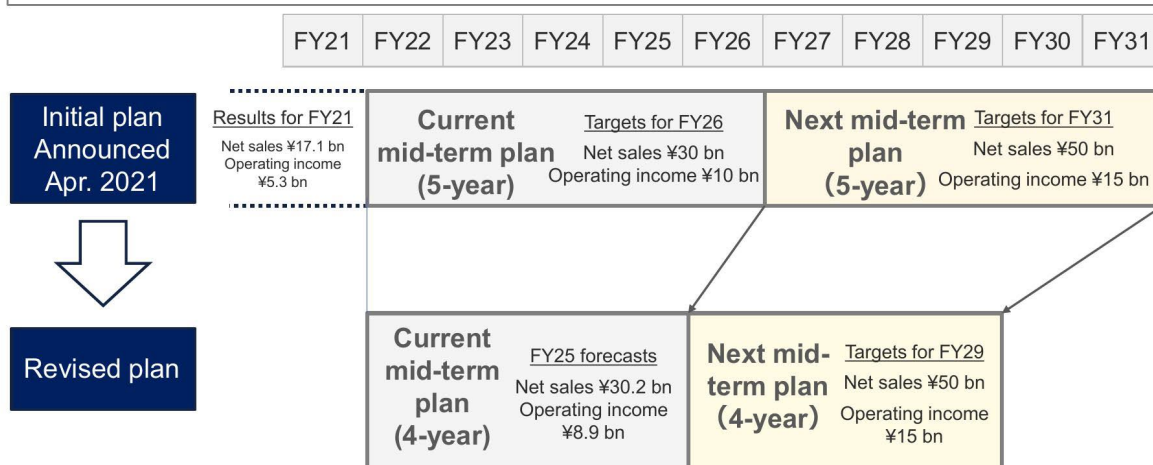 FY21 FY22 FY23 FY24 FY25 FY26 FY27 FY28 FY29 FY30 FY31
Initial plan
Announced
Apr. 2021
Results for FY21
Net sales ¥17.1 bn
Operating income
¥5.3 bn
Current
mid-term plan
(5-year)
Targets for FY26
Net sales ¥30 bn
Operating income ¥10 bn
Next mid-term
plan
(5-year)
Targets for FY31
Net sales ¥50 bn
Operating income ¥15 bn
Revised plan
Current
mid-term
plan
(4-year)
FY25 forecasts
Net sales ¥30.2 bn
Operating income
¥8.9 bn
Next mid-
term plan
(4-year)
Targets for FY29
Net sales ¥50 bn
Operating income
¥15 bn